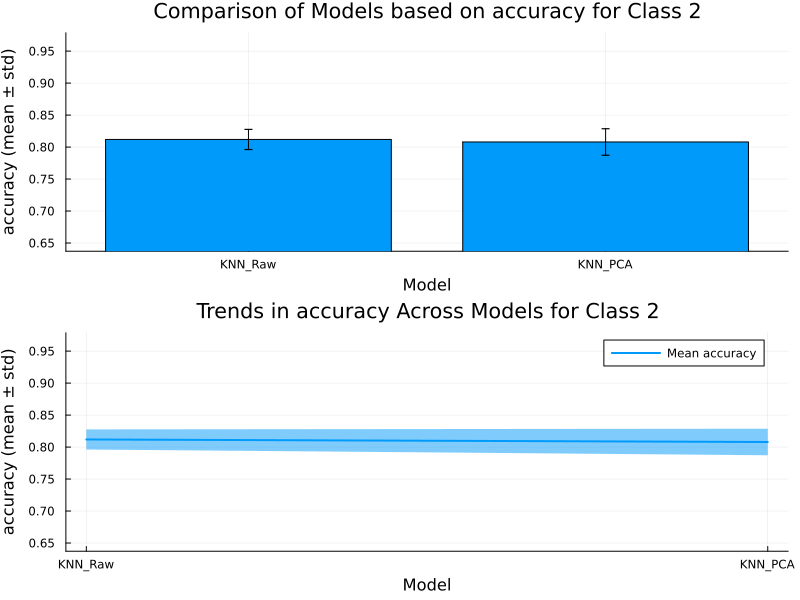 Comparison of Models based on accuracy for Class 2
accuracy (mean ± std)
0.95
0.90
0.85
0.80
0.75
0.70
0.65
KNN_Raw
KNN_PCA
Model
Trends in accuracy Across Models for Class 2
accuracy (mean ± std)
0.95
0.90
0.85
0.80
0.75
0.70
0.65
Mean accuracy
KNN_Raw
KNN_PCA
Model